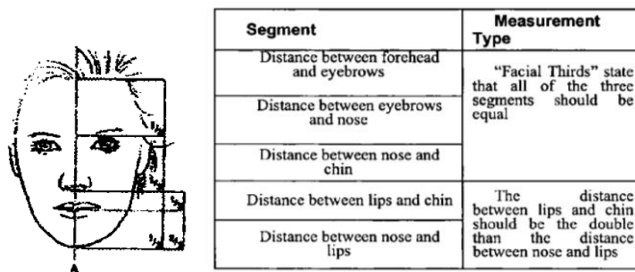 Segment
Measurement
Type
Distance between forehead
and eyebrows
"Facial Thirds" state
that all of the three
segments should be
equal
Distance between eyebrows
and nose
Distance between nose and
chin
Distance between lips and chin
The distance
between lips and chin
should be the double
than the distance
between nose and lips
Distance between nose and
lips